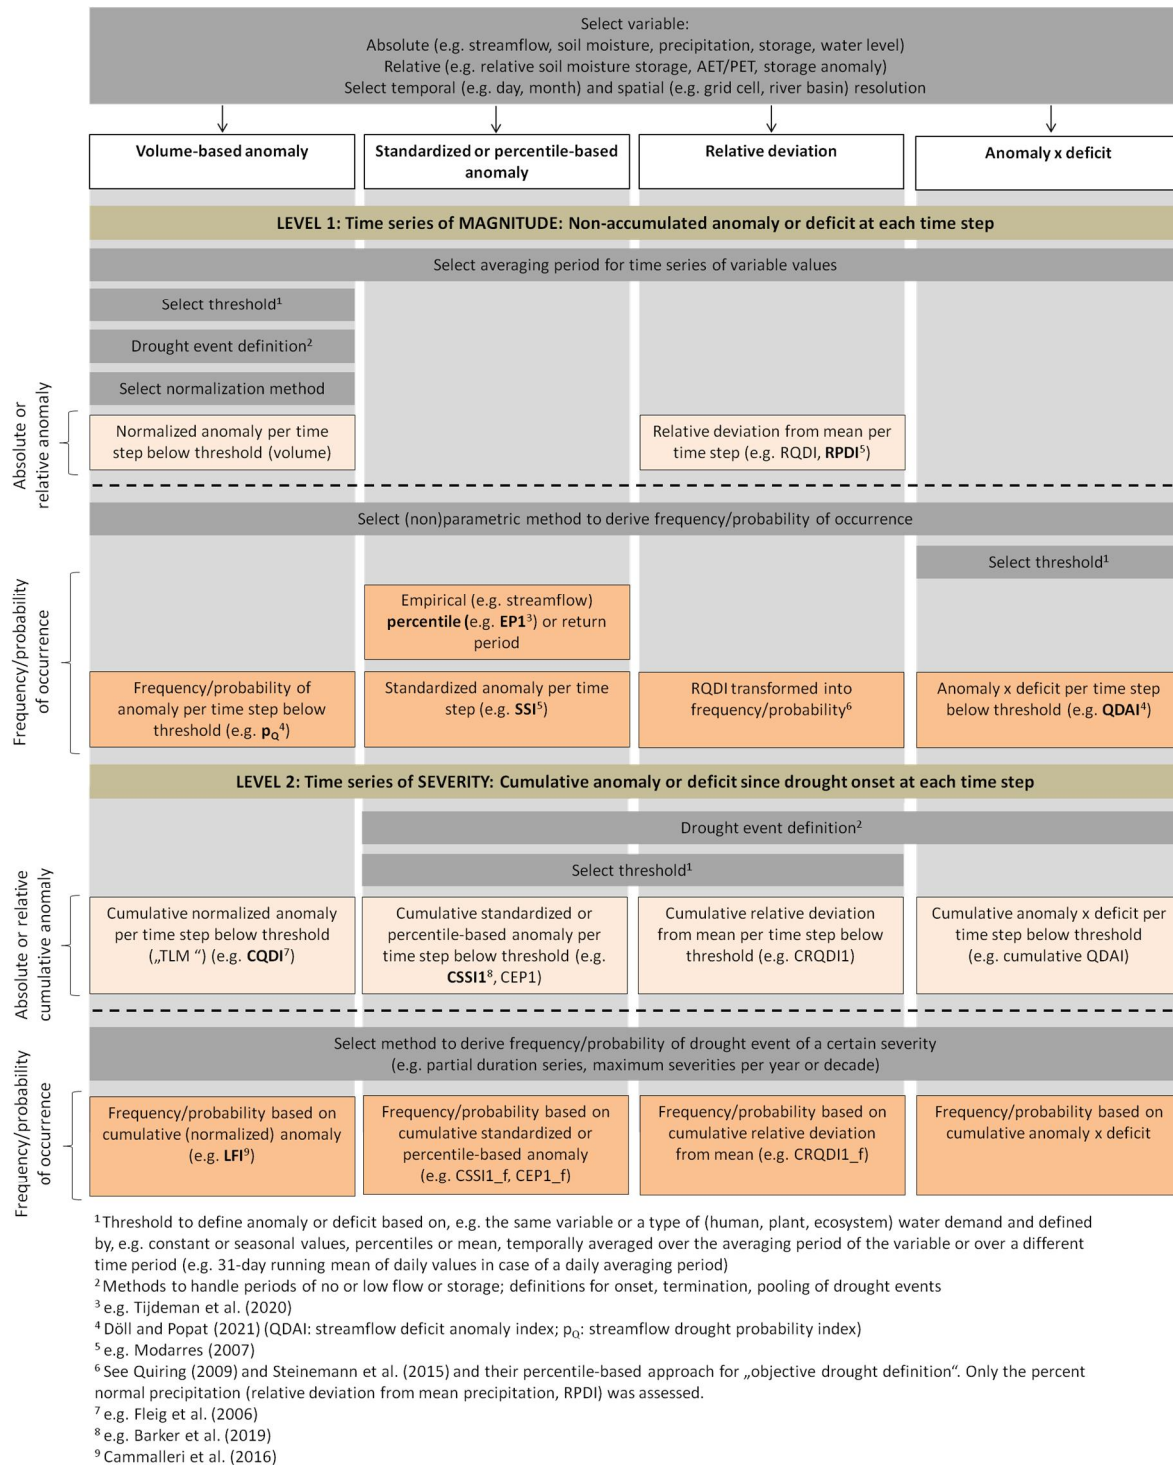 Select variable:
Absolute (e.g. streamflow, soil moisture, precipitation, storage, water level)
Relative (e.g. relative soil moisture storage, AET/PET, storage anomaly)
Select temporal (e.g. day, month) and spatial (e.g. grid cell, river basin) resolution
Volume-based anomaly
Standardized or percentile-based
anomaly
Relative deviation
Anomaly x deficit
LEVEL 1: Time series of MAGNITUDE: Non-accumulated anomaly or deficit at each time step
Select averaging period for time series of variable values
Select threshold¹
Drought event definition²
Select normalization method
Absolute or
relative anomaly
Normalized anomaly per time
step below threshold (volume)
Relative deviation from mean per
time step (e.g. RQDI, RPDI⁵)
Select (non)parametric method to derive frequency/probability of occurrence
Select threshold¹
Frequency/probability
of occurrence
Empirical (e.g. streamflow)
percentile (e.g. EP1³) or return
period
Frequency/probability of
anomaly per time step below
threshold (e.g. pQ⁴)
Standardized anomaly per time
step (e.g. SSI⁵)
RQDI transformed into
frequency/probability⁶
Anomaly x deficit per time step
below threshold (e.g. QDAI⁴)
LEVEL 2: Time series of SEVERITY: Cumulative anomaly or deficit since drought onset at each time step
Drought event definition²
Select threshold¹
Absolute or relative
cumulative anomaly
Cumulative normalized anomaly
per time step below threshold
(„TLM “) (e.g. CQDI⁷)
Cumulative standardized or
percentile-based anomaly per
time step below threshold (e.g.
CSSI1⁸, CEP1)
Cumulative relative deviation
from mean per time step below
threshold (e.g. CRQDI1)
Cumulative anomaly x deficit per
time step below threshold
(e.g. cumulative QDAI)
Select method to derive frequency/probability of drought event of a certain severity
(e.g. partial duration series, maximum severities per year or decade)
Frequency/probability
of occurrence
Frequency/probability based on
cumulative (normalized) anomaly
(e.g. LFI⁹)
Frequency/probability based on
cumulative standardized or
percentile-based anomaly
(e.g. CSSI1_f, CEP1_f)
Frequency/probability based on
cumulative relative deviation
from mean (e.g. CRQDI1_f)
Frequency/probability based on
cumulative anomaly x deficit
¹ Threshold to define anomaly or deficit based on, e.g. the same variable or a type of (human, plant, ecosystem) water demand and defined
by, e.g. constant or seasonal values, percentiles or mean, temporally averaged over the averaging period of the variable or over a different
time period (e.g. 31-day running mean of daily values in case of a daily averaging period)
² Methods to handle periods of no or low flow or storage; definitions for onset, termination, pooling of drought events
³ e.g. Tijdeman et al. (2020)
⁴ Döll and Popat (2021) (QDAI: streamflow deficit anomaly index; pQ: streamflow drought probability index)
⁵ e.g. Modarres (2007)
⁶ See Quiring (2009) and Steinemann et al. (2015) and their percentile-based approach for „objective drought definition“. Only the percent
normal precipitation (relative deviation from mean precipitation, RPDI) was assessed.
⁷ e.g. Fleig et al. (2006)
⁸ e.g. Barker et al. (2019)
⁹ Cammalleri et al. (2016)